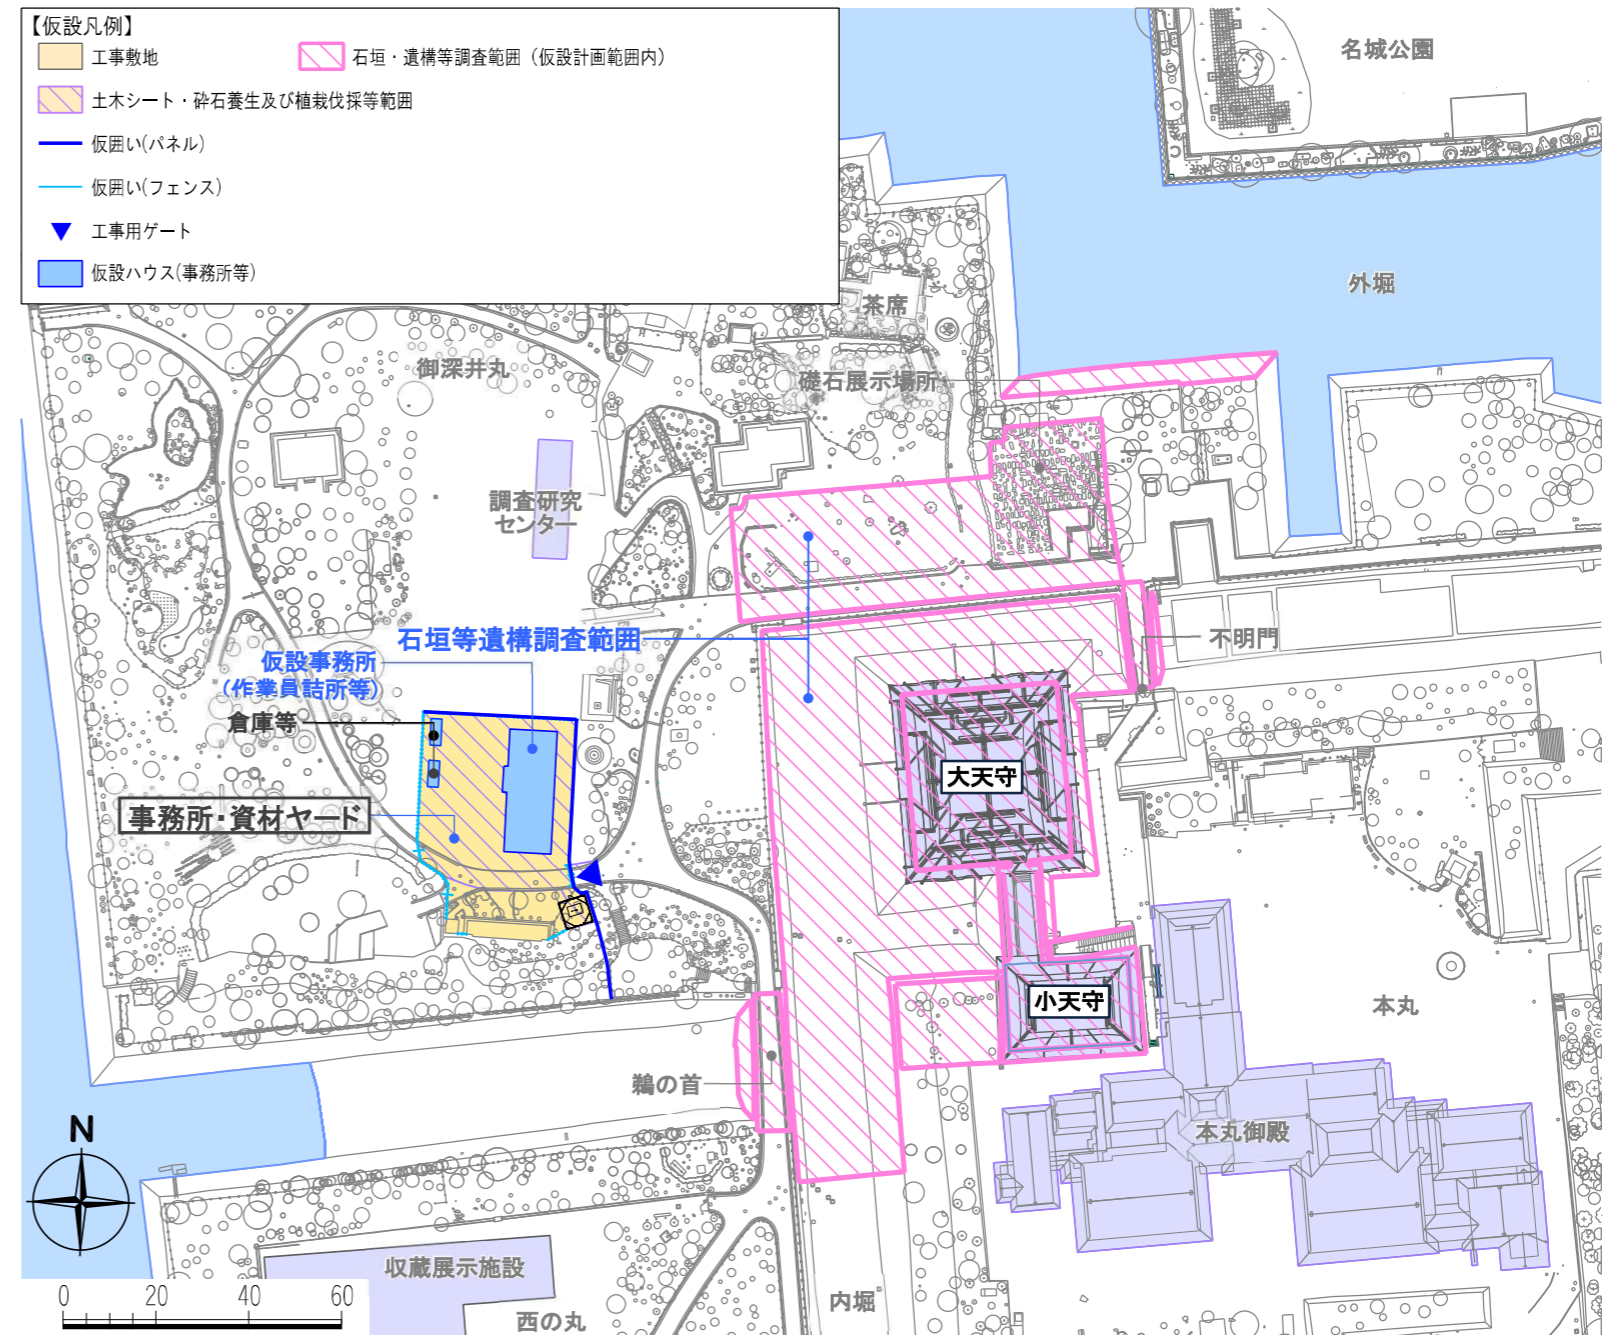 【仮設凡例】
工事敷地
石垣・遺構等調査範囲（仮設計画範囲内）
土木シート・砕石養生及び植栽伐採等範囲
仮囲い(パネル)
仮囲い(フェンス)
工事用ゲート
仮設ハウス(事務所等)
名城公園
外堀
茶席
御深井丸
礎石展示場所
調査研究
センター
石垣等遺構調査範囲
不明門
仮設事務所
(作業員詰所等)
倉庫等
大天守
事務所・資材ヤード
小天守
本丸
鵜の首
本丸御殿
N
収蔵展示施設
内堀
西の丸
0 20 40 60